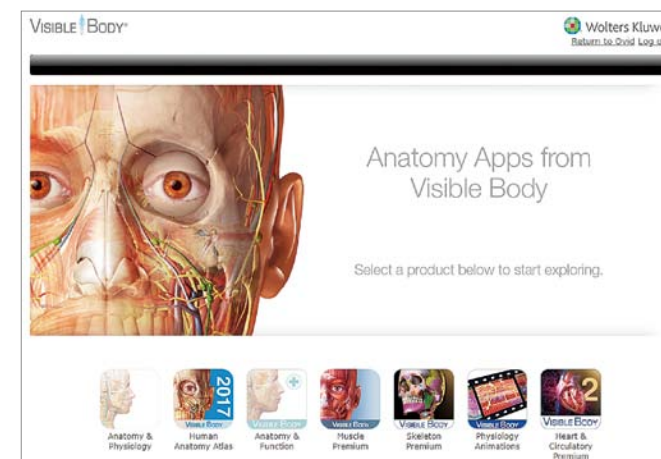 VISIBLE BODY®
Wolters Kluwe
Return to Ovid Log o
Anatomy Apps from
Visible Body
Select a product below to start exploring.
2017
VISIBLE BODY
VISIBLE BODY
VISIBLE BODY
VISIBLE BODY
VISIBLE BODY
2
VISIBLE BODY
Anatomy &
Physiology
Human
Anatomy Atlas
Anatomy &
Function
Muscle
Premium
Skeleton
Premium
Physiology
Animations
Heart &
Circulatory
Premium